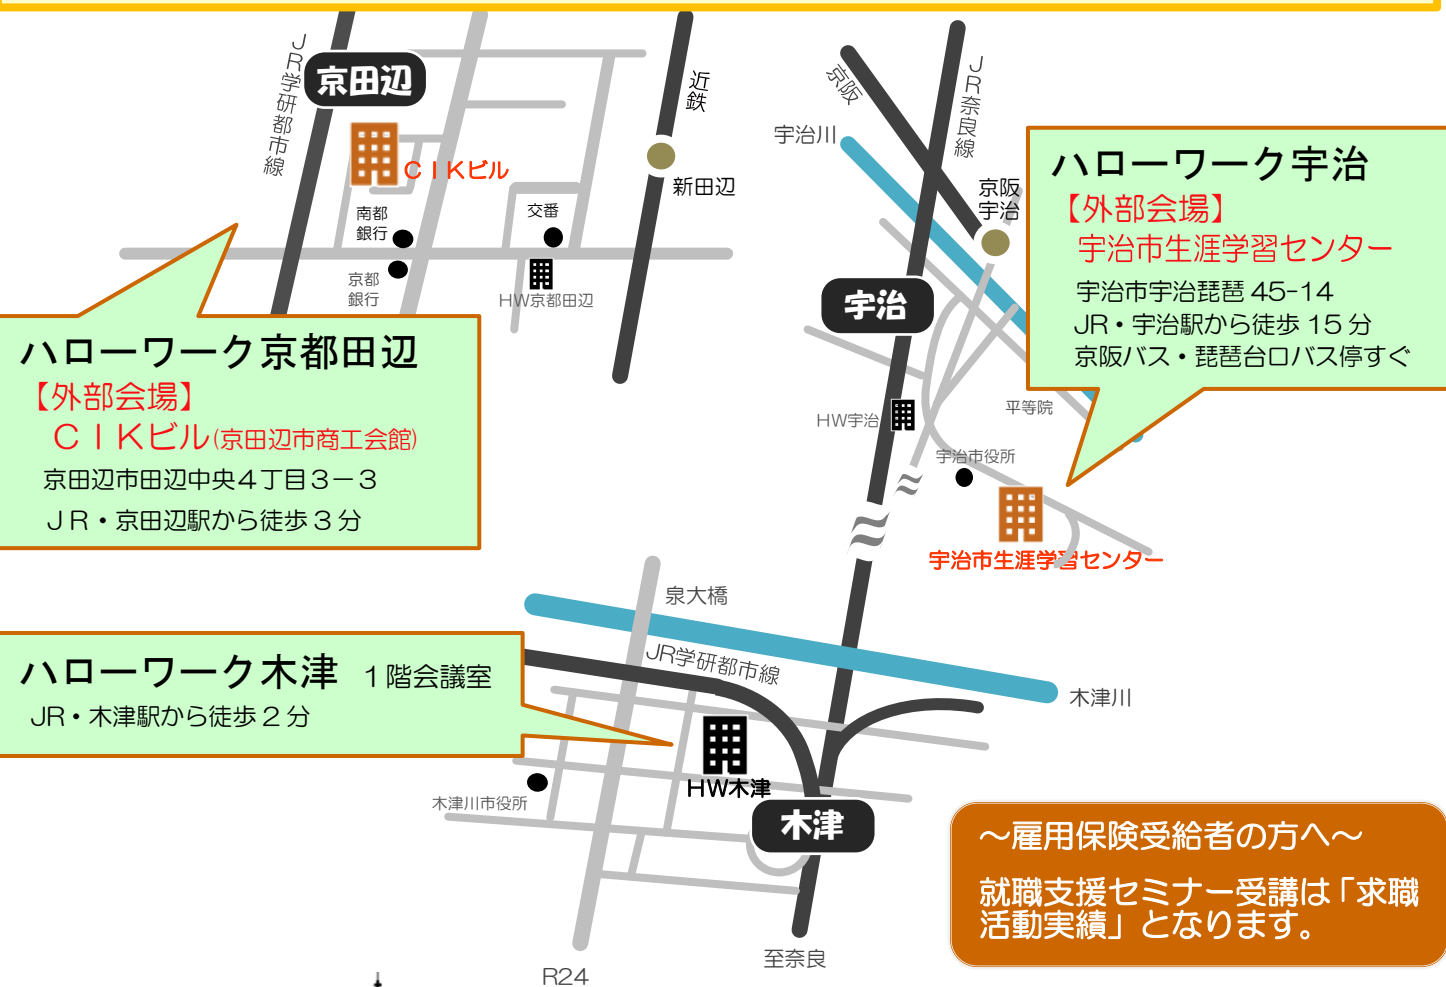 JR学研都市線
京田辺
CIKビル
南都
銀行
京都
銀行
交番
HW京都田辺
近鉄
新田辺
ハローワーク京都田辺
【外部会場】
CIKビル(京田辺市商工会館)
京田辺市田辺中央4丁目3−3
JR・京田辺駅から徒歩3分
京阪
JR奈良線
宇治川
京阪
宇治
宇治
HW宇治
平等院
宇治市役所
宇治市生涯学習センター
ハローワーク宇治
【外部会場】
宇治市生涯学習センター
宇治市宇治琵琶 45-14
JR・宇治駅から徒歩 15 分
京阪バス・琵琶台口バス停すぐ
泉大橋
JR学研都市線
木津川
ハローワーク木津 1階会議室
JR・木津駅から徒歩2分
HW木津
木津川市役所
木津
至奈良
R24
~雇用保険受給者の方へ~
就職支援セミナー受講は「求職
活動実績」となります。